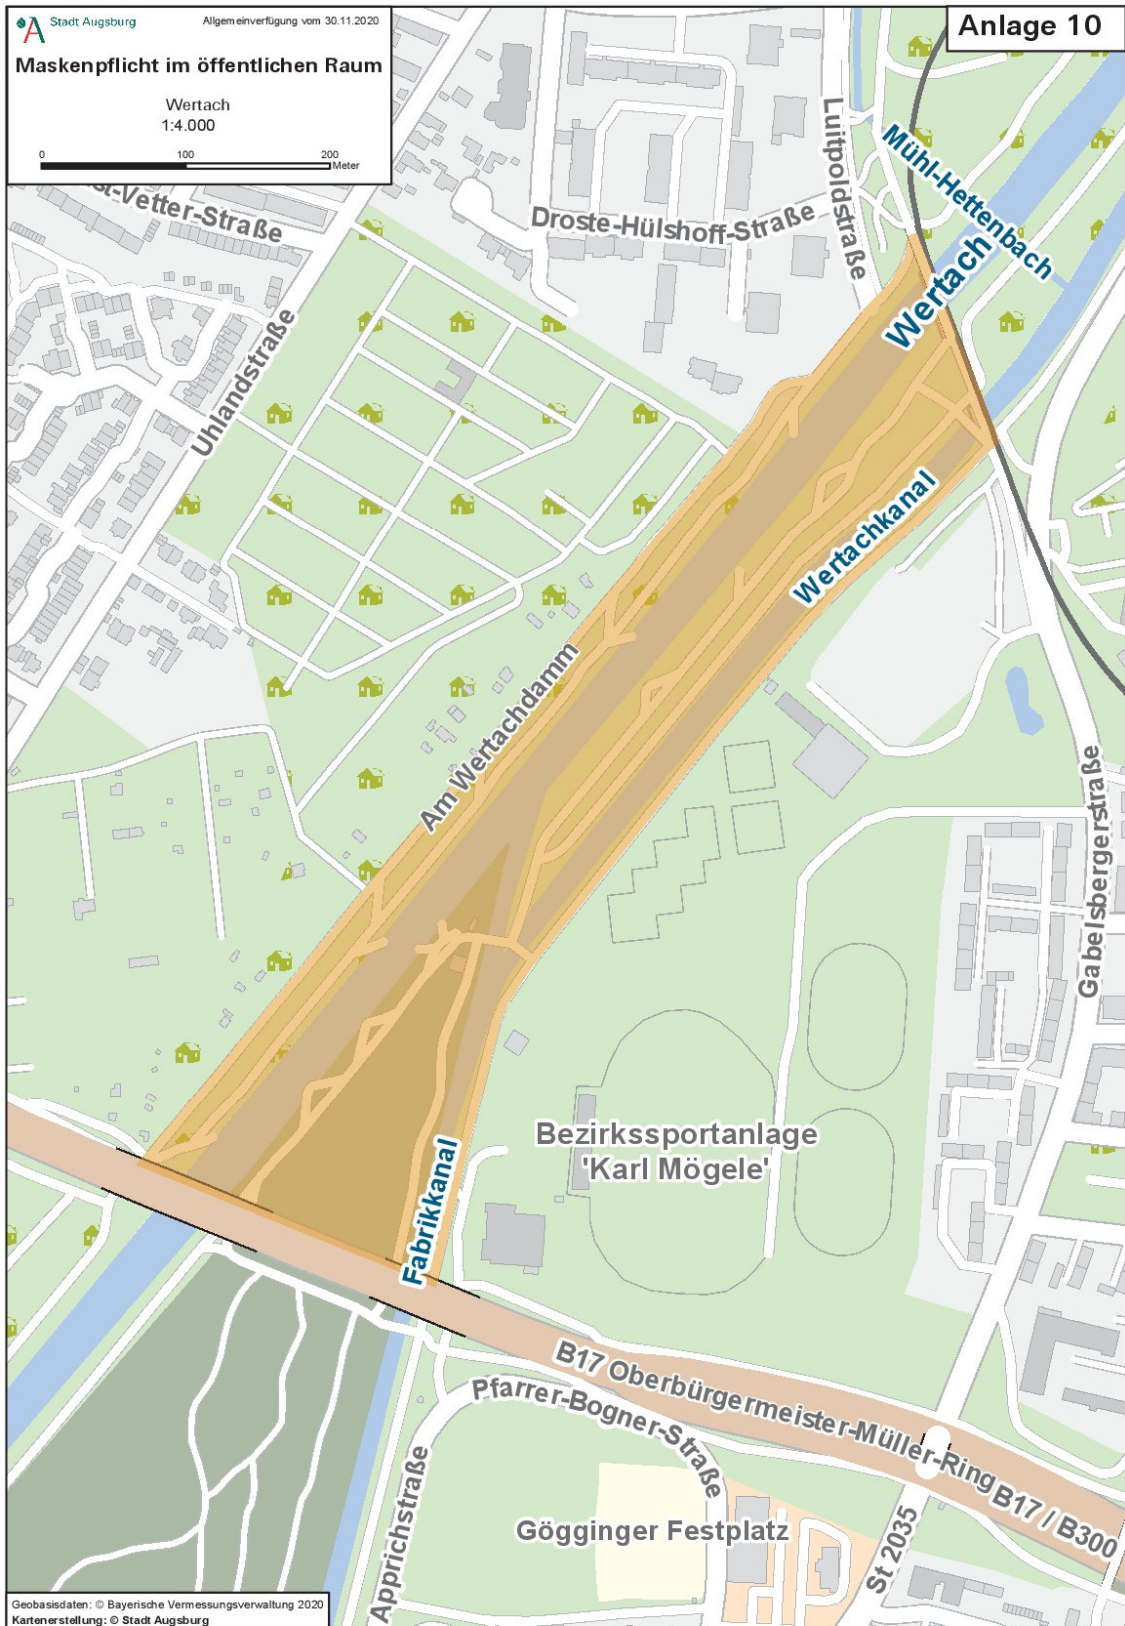 Stadt Augsburg
Allgemeinverfügung vom 30.11.2020
Anlage 10
Maskenpflicht im öffentlichen Raum
Wertach
1:4.000
0 100 200 Meter
st-Vetter-Straße
Droste-Hülshoff-Straße
Luitpoldstraße
Mühl-Hettenbach
Wertach
Uhlandstraße
Wertachkanal
Am Wertachdamm
Gabelsbergerstraße
Bezirkssportanlage
'Karl Mögele'
Fabrikkanal
B17 Oberbürgermeister-Müller-Ring
B17 / B300
Pfarrer-Bogner-Straße
Apprichstraße
Gögginger Festplatz
St 2035
Geobasisdaten: © Bayerische Vermessungsverwaltung 2020
Kartenerstellung: © Stadt Augsburg